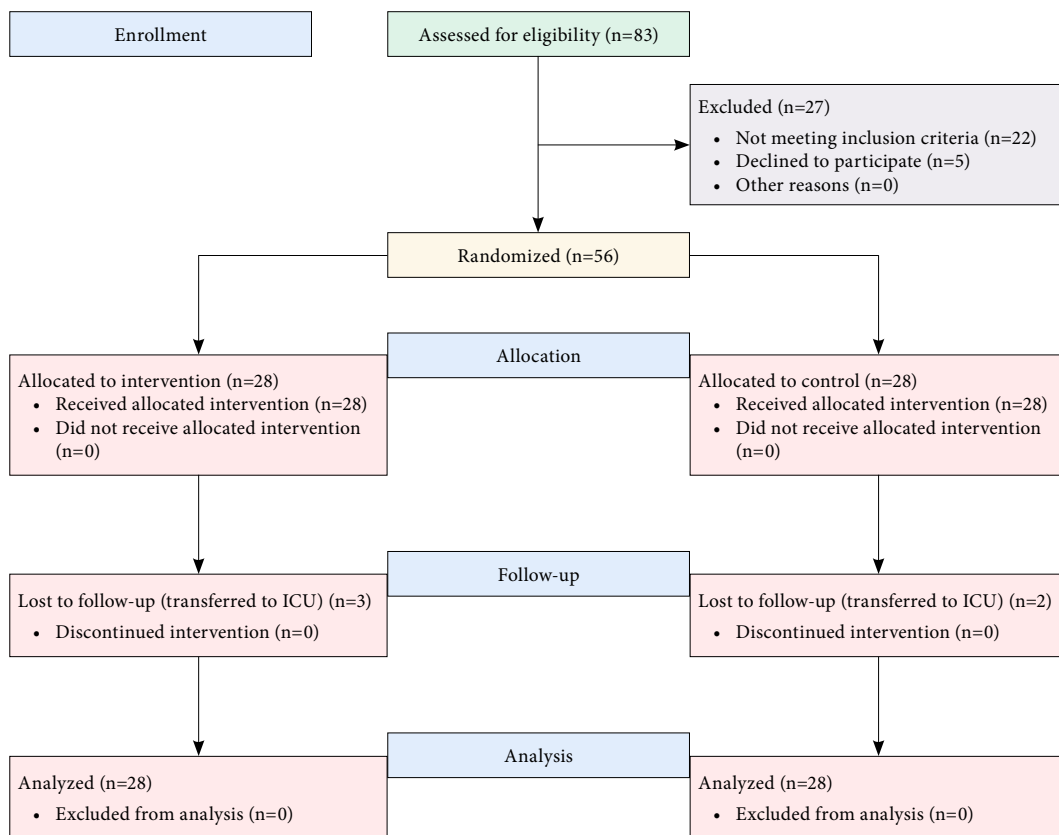 Enrollment
Assessed for eligibility (n=83)
Excluded (n=27)
• Not meeting inclusion criteria (n=22)
• Declined to participate (n=5)
• Other reasons (n=0)
Randomized (n=56)
Allocation
Allocated to intervention (n=28)
• Received allocated intervention (n=28)
• Did not receive allocated intervention
(n=0)
Allocated to control (n=28)
• Received allocated intervention (n=28)
• Did not receive allocated intervention
(n=0)
Follow-up
Lost to follow-up (transferred to ICU) (n=3)
• Discontinued intervention (n=0)
Lost to follow-up (transferred to ICU) (n=2)
• Discontinued intervention (n=0)
Analysis
Analyzed (n=28)
• Excluded from analysis (n=0)
Analyzed (n=28)
• Excluded from analysis (n=0)